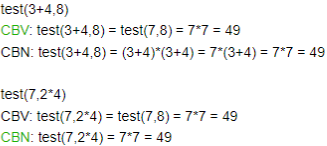 test(3+4,8)
CBV: test(3+4,8) = test(7,8) = 7*7 = 49
CBN: test(3+4,8) = (3+4)*(3+4) = 7*(3+4) = 7*7 = 49
test(7,2*4)
CBV: test(7,2*4) = test(7,8) = 7*7 = 49
CBN: test(7,2*4) = 7*7 = 49